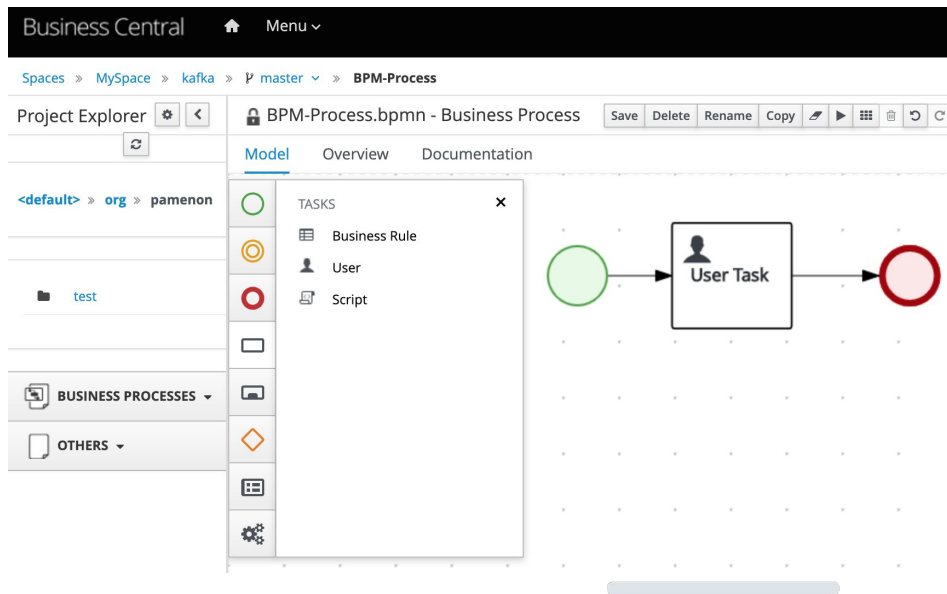 Business Central Menu
Spaces » MySpace » kafka » master » BPM-Process
Project Explorer
BPM-Process.bpmn - Business Process Save Delete Rename Copy
Model Overview Documentation
<default> » org » pamenon
TASKS
Business Rule
User
Script
test
BUSINESS PROCESSES
OTHERS
User Task